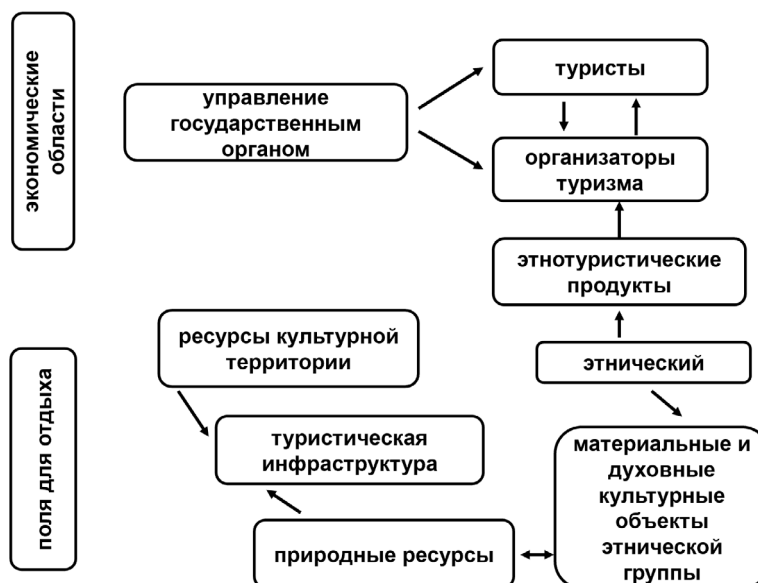 экономические
области
управление
государственным
органом
туристы
организаторы
туризма
этнотуристические
продукты
поля для отдыха
ресурсы культурной
территории
этнический
туристическая
инфраструктура
материальные и
духовные
культурные
объекты
этнической
группы
природные ресурсы